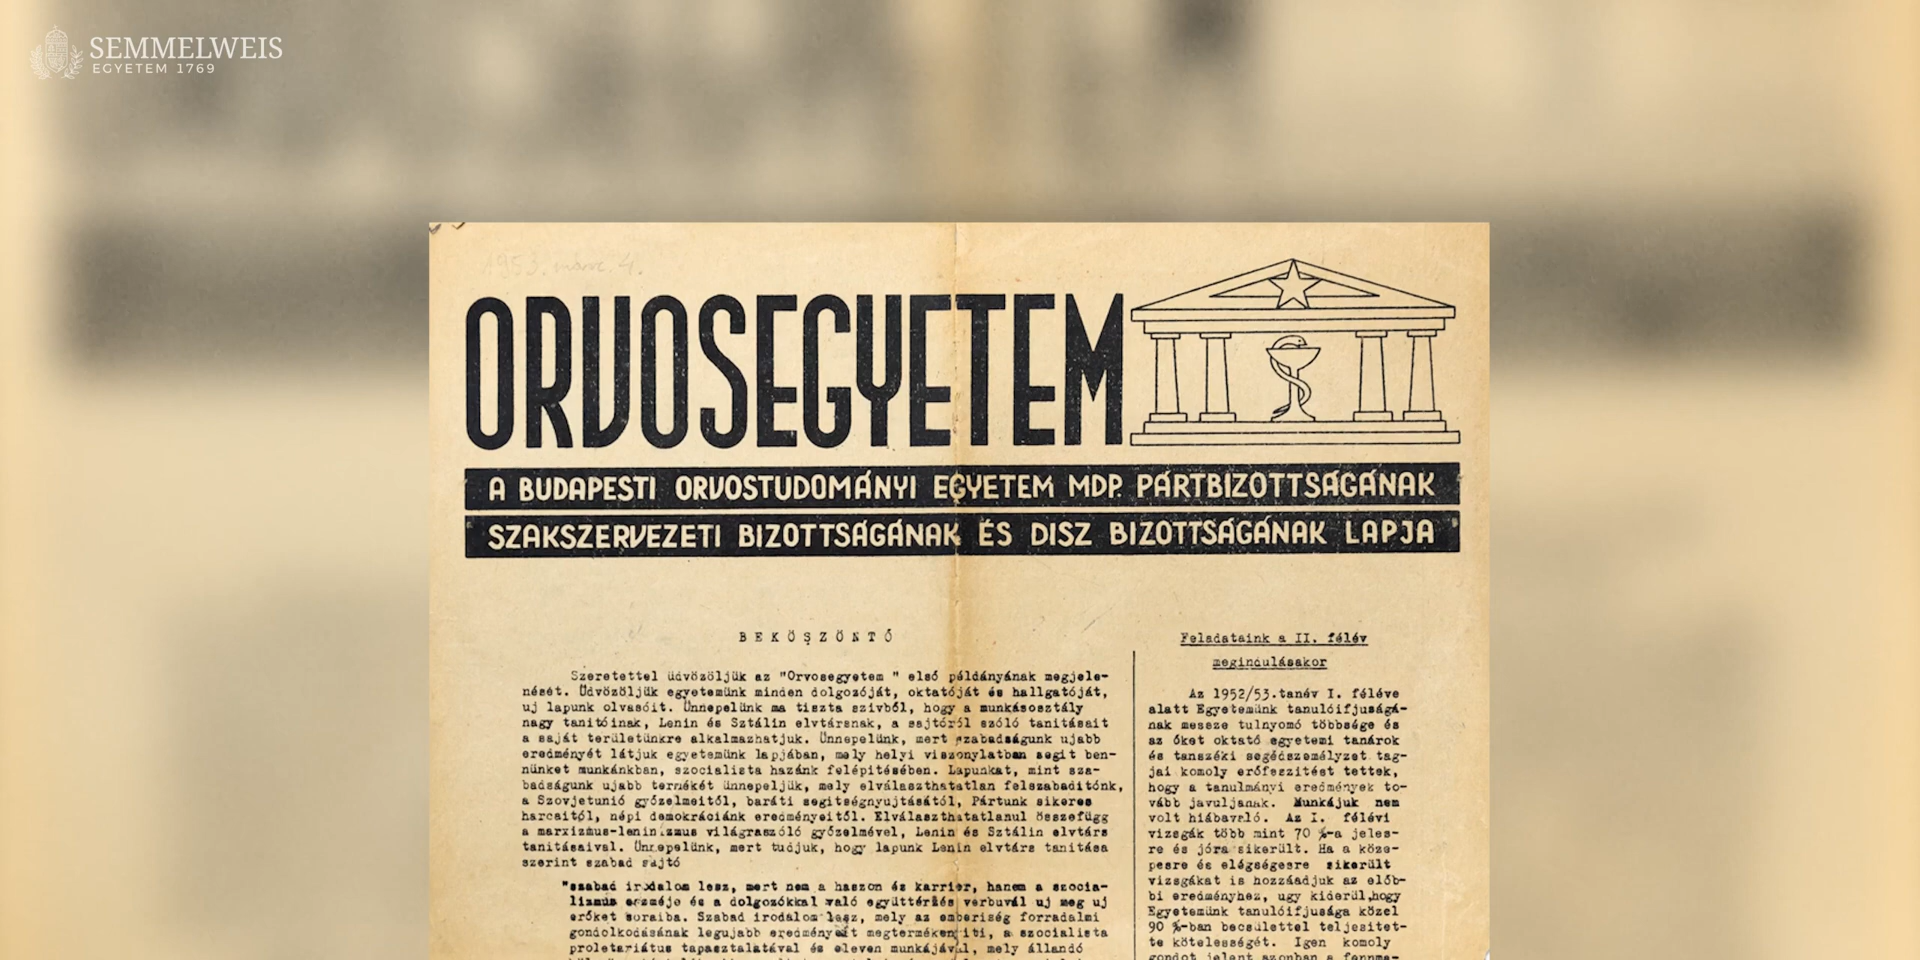 SEMMELWEIS
EGYETEM 1769
1953. márc. 4.
ORVOSEGYETEM
A BUDAPESTI ORVOSTUDOMÁNYI EGYETEM MDP. PÁRTBIZOTTSÁGÁNAK
SZAKSZERVEZETI BIZOTTSÁGÁNAK ÉS DISZ BIZOTTSÁGÁNAK LAPJA
BEKÖSZÖNTŐ
Szeretettel üdvözöljük az "Orvosegyetem " első példányának megjele-
nését. Üdvözöljük egyetemünk minden dolgozóját, oktatóját és hallgatóját,
uj lapunk olvasóit. Ünnepelünk ma tiszta szivből, hogy a munkásosztály
nagy tanitóinak, Lenin és Sztálin elvtársnak, a sajtóról szóló tanitásait
a saját területünkre alkalmazhatjuk. Ünnepelünk, mert szabadságunk ujabb
eredményét látjuk egyetemünk lapjában, mely helyi viszonylatban segit ben-
nünket munkánkban, szocialista hazánk felépitésében. Lapunkat, mint sza-
badságunk ujabb termékét ünnepeljük, mely elválaszthatatlan felszabaditónk,
a Szovjetunió győzelmeitől, baráti segitségnyujtásától, Pártunk sikeres
harcaitól, népi demokráciánk eredményeitől. Elválaszthatatlanul összefügg
a marxizmus-leninizmus világraszóló győzelmével, Lenin és Sztálin elvtárs
tanitásaival. Ünnepelünk, mert tudjuk, hogy lapunk Lenin elvtárs tanitása
szerint szabad sajtó
"szabad irodalom lesz, mert nem a haszon és karrier, hanem a szocia-
lizmus eszméje és a dolgozókkal való együttérzés verbuvál uj meg uj
erőket soraiba. Szabad irodalom lesz, mely az emberiség forradalmi
gondolkodásának legujabb eredményeit megtermékenyiti, a szocialista
proletariátus tapasztalatával és eleven munkájával, mely állandó
Feladataink a II. félév
megindulásakor
Az 1952/53.tanév I. féléve
alatt Egyetemünk tanulóifjuságá-
nak messze tulnyomó többsége és
az őket oktató egyetemi tanárok
és tanszéki segédszemélyzet tag-
jai komoly erőfeszitést tettek,
hogy a tanulmányi eredmények to-
vább javuljanak. Munkájuk nem
volt hiábavaló. Az I. félévi
vizsgák több mint 70 %-a jeles-
re és jóra sikerült. Ha a köze-
pesre és elégségesre sikerült
vizsgákat is hozzáadjuk az előb-
bi eredményhez, ugy kiderül,hogy
Egyetemünk tanulóifjusága közel
90 %-ban becsülettel teljesitet-
te kötelességét. Igen komoly
gondot jelent azonban a fennma-